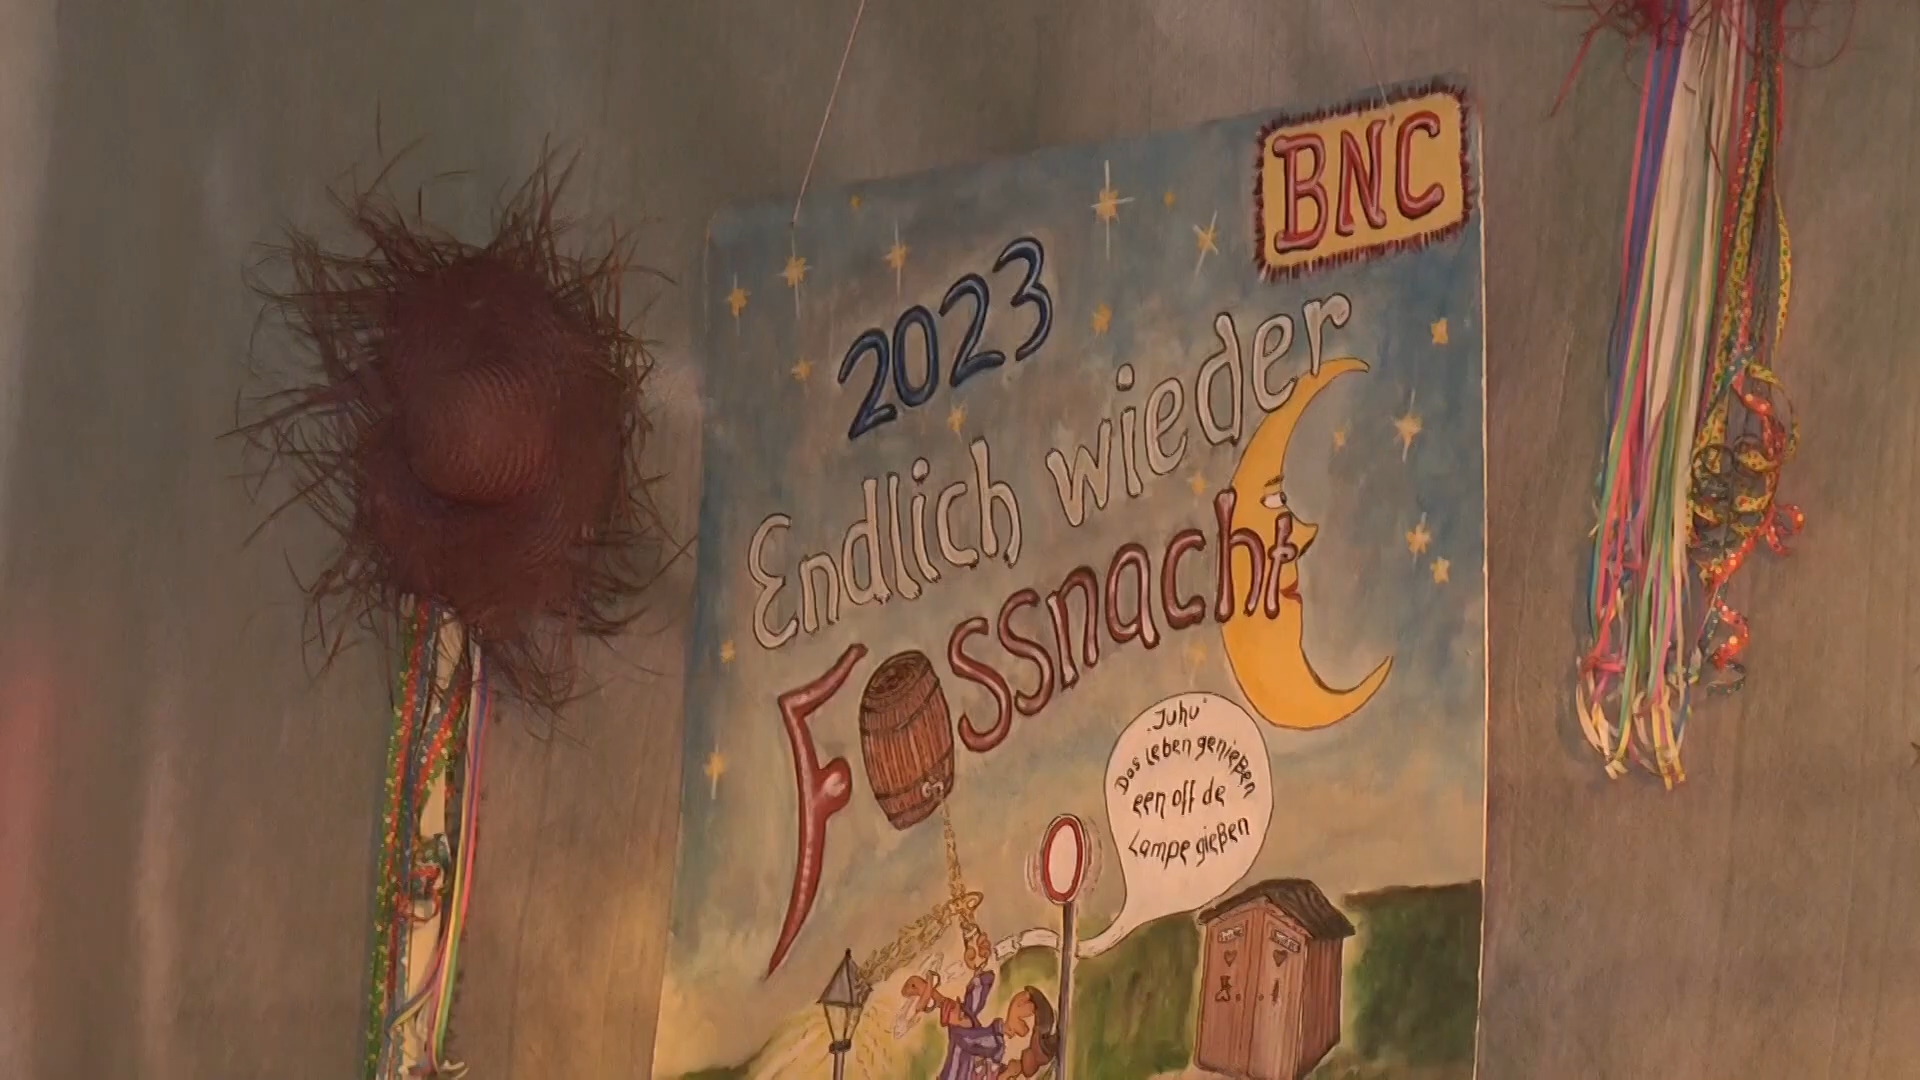 BNC
2023
Endlich wieder
Fossnacht
"Juhu"
Das leben genießen
een off de
Lampe gießen